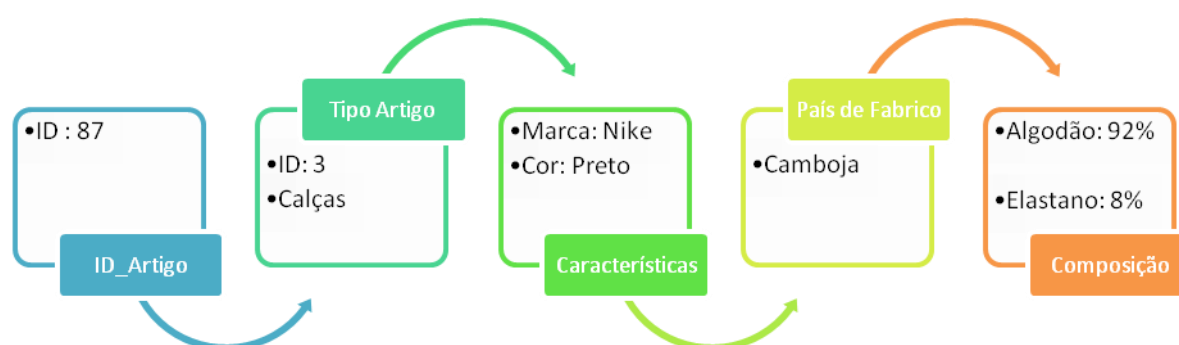 •ID : 87
ID_Artigo
Tipo Artigo
•ID: 3
•Calças
•Marca: Nike
•Cor: Preto
Características
País de Fabrico
•Camboja
•Algodão: 92%
•Elastano: 8%
Composição